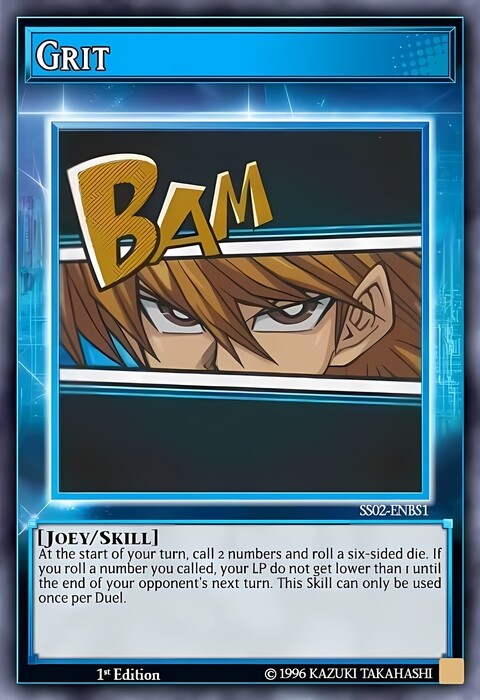 GRIT
BAM
SS02-ENBS1
[JOEY/SKILL]
At the start of your turn, call 2 numbers and roll a six-sided die. If
you roll a number you called, your LP do not get lower than 1 until
the end of your opponent's next turn. This Skill can only be used
once per Duel.
1st Edition
© 1996 KAZUKI TAKAHASHI